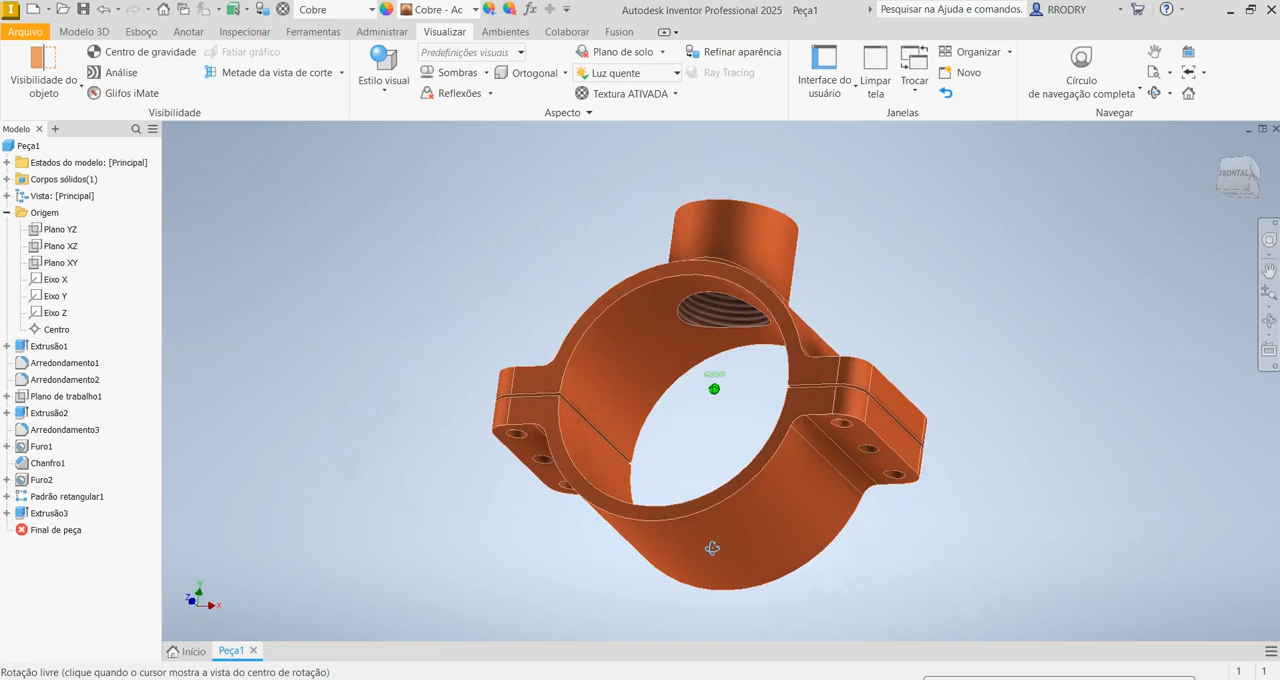 Cobre
Cobre - Ac
fx
Autodesk Inventor Professional 2025 Peça1
Pesquisar na Ajuda e comandos.
RRODRY
Arquivo Modelo 3D Esboço Anotar Inspecionar Ferramentas Administrar Visualizar Ambientes Colaborar Fusion
Visibilidade do
objeto
Centro de gravidade
Análise
Glifos iMate
Fatiar gráfico
Metade da vista de corte
Visibilidade
Estilo visual
Predefinições visuais
Sombras
Reflexões
Ortogonal
Plano de solo
Luz quente
Textura ATIVADA
Refinar aparência
Ray Tracing
Aspecto
Interface do
usuário
Limpar
tela
Trocar
Organizar
Novo
Janelas
Círculo
de navegação completa
Navegar
Modelo
Peça1
Estados do modelo: [Principal]
Corpos sólidos(1)
Vista: [Principal]
Origem
Plano YZ
Plano XZ
Plano XY
Eixo X
Eixo Y
Eixo Z
Centro
Extrusão1
Arredondamento1
Arredondamento2
Plano de trabalho1
Extrusão2
Arredondamento3
Furo1
Chanfro1
Furo2
Padrão retangular1
Extrusão3
Final de peça
FRONTAL
Y
Z
X
Início
Peça1
Rotação livre (clique quando o cursor mostra a vista do centro de rotação)
1 1